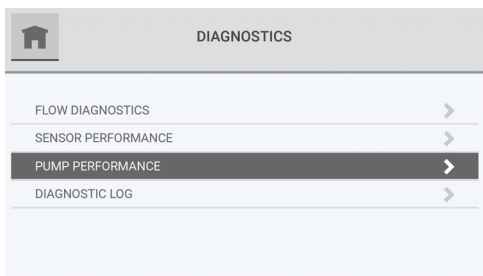 DIAGNOSTICS
FLOW DIAGNOSTICS
SENSOR PERFORMANCE
PUMP PERFORMANCE
DIAGNOSTIC LOG